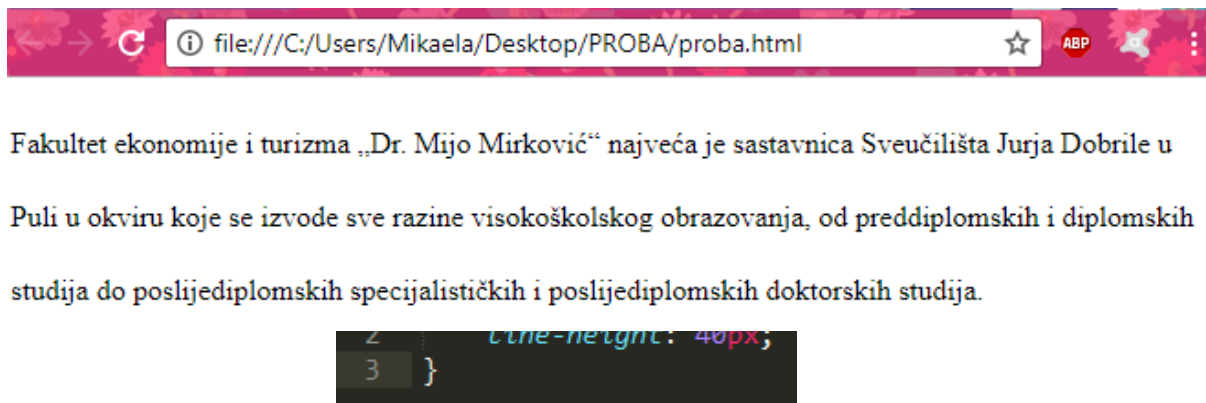 file:///C:/Users/Mikaela/Desktop/PROBA/proba.html
ABP
Fakultet ekonomije i turizma „Dr. Mijo Mirković“ najveća je sastavnica Sveučilišta Jurja Dobrile u
Puli u okviru koje se izvode sve razine visokoškolskog obrazovanja, od preddiplomskih i diplomskih
studija do poslijediplomskih specijalističkih i poslijediplomskih doktorskih studija.
2 line-height: 40px;
3 }